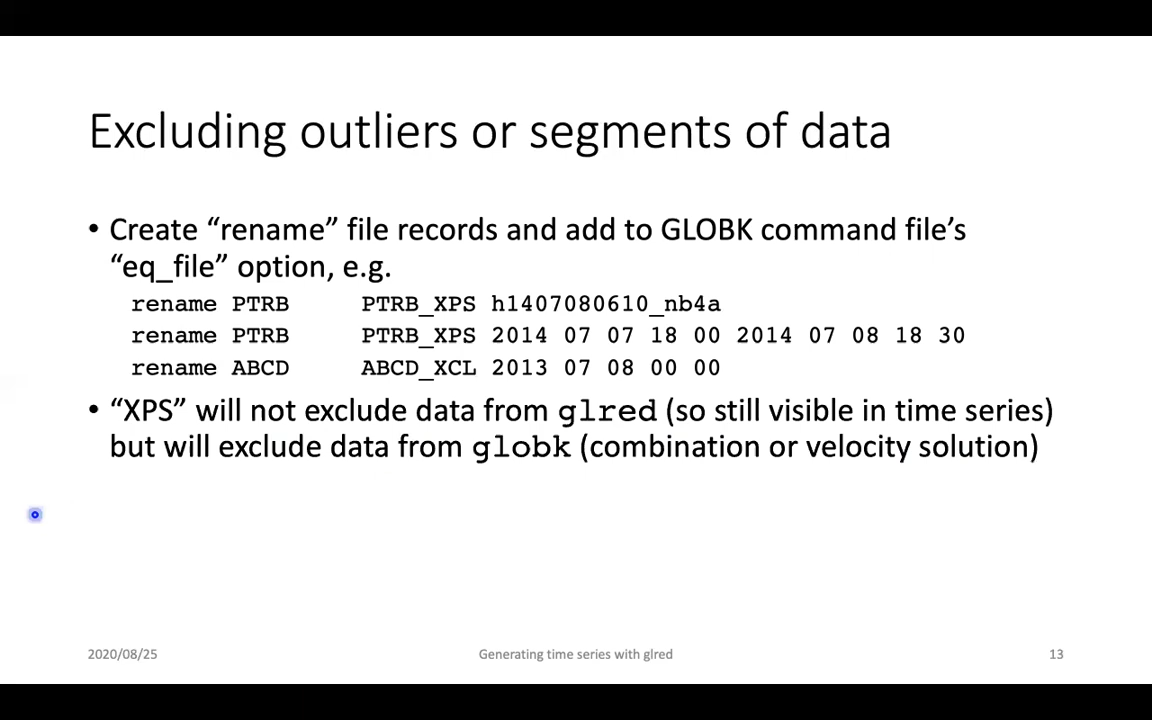 Excluding outliers or segments of data
• Create “rename” file records and add to GLOBK command file’s
“eq_file” option, e.g.
rename PTRB     PTRB_XPS h1407080610_nb4a
rename PTRB     PTRB_XPS 2014 07 07 18 00 2014 07 08 18 30
rename ABCD     ABCD_XCL 2013 07 08 00 00
• “XPS” will not exclude data from glred (so still visible in time series)
but will exclude data from globk (combination or velocity solution)
2020/08/25 Generating time series with glred 13